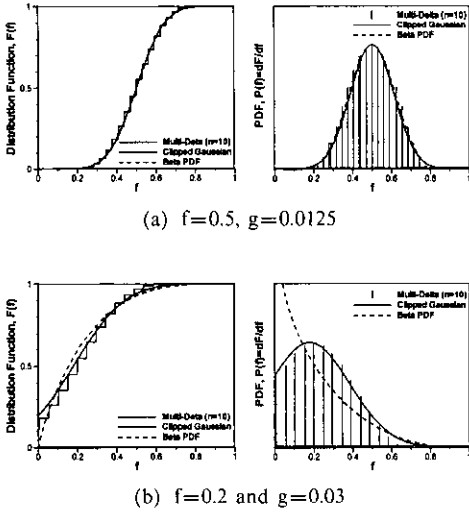 Distribution Function, F(f)
1
0.5
0
0 0.2 0.4 0.6 0.8 1
f
Multi-Delta (n=10)
Clipped Gaussian
Beta PDF
PDF, P(f)=dF/df
Multi-Delta (n=10)
Clipped Gaussian
Beta PDF
0 0.2 0.4 0.6 0.8 1
f
(a) f=0.5, g=0.0125
Distribution Function, F(f)
1
0.5
0
0 0.2 0.4 0.6 0.8 1
f
Multi-Delta (n=10)
Clipped Gaussian
Beta PDF
PDF, P(f)=dF/df
Multi-Delta (n=10)
Clipped Gaussian
Beta PDF
0 0.2 0.4 0.6 0.8 1
f
(b) f=0.2 and g=0.03